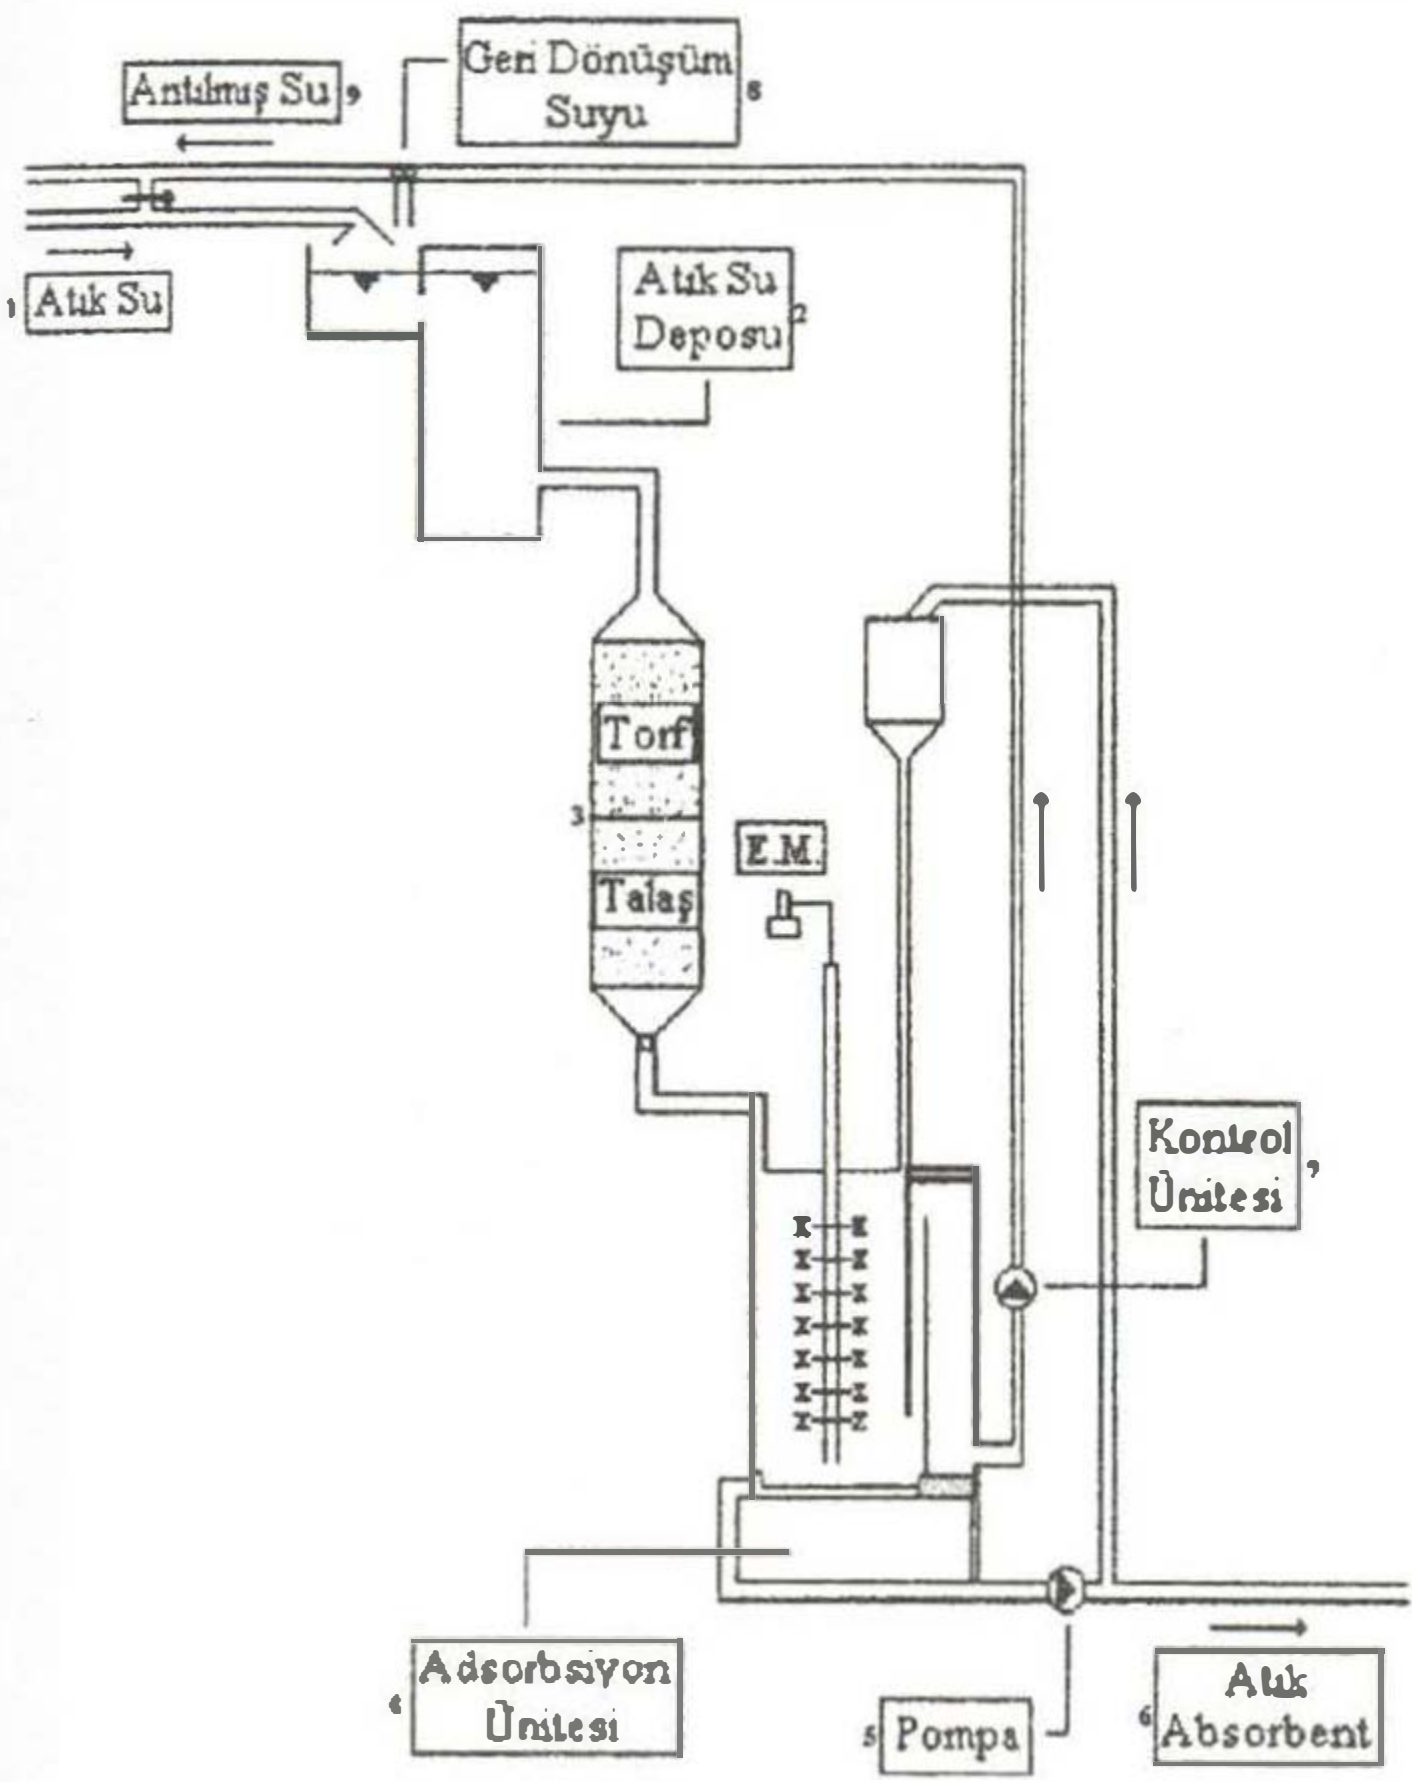 Geri Dönüşüm
Suyu
8
Arıtılmış Su
9
1
Atık Su
Atık Su
Deposu
2
Torf
3
Talaş
E.M.
Kontrol
Ünitesi
7
Adsorbsiyon
Ünitesi
4
5
Pompa
6
Atık
Absorbent